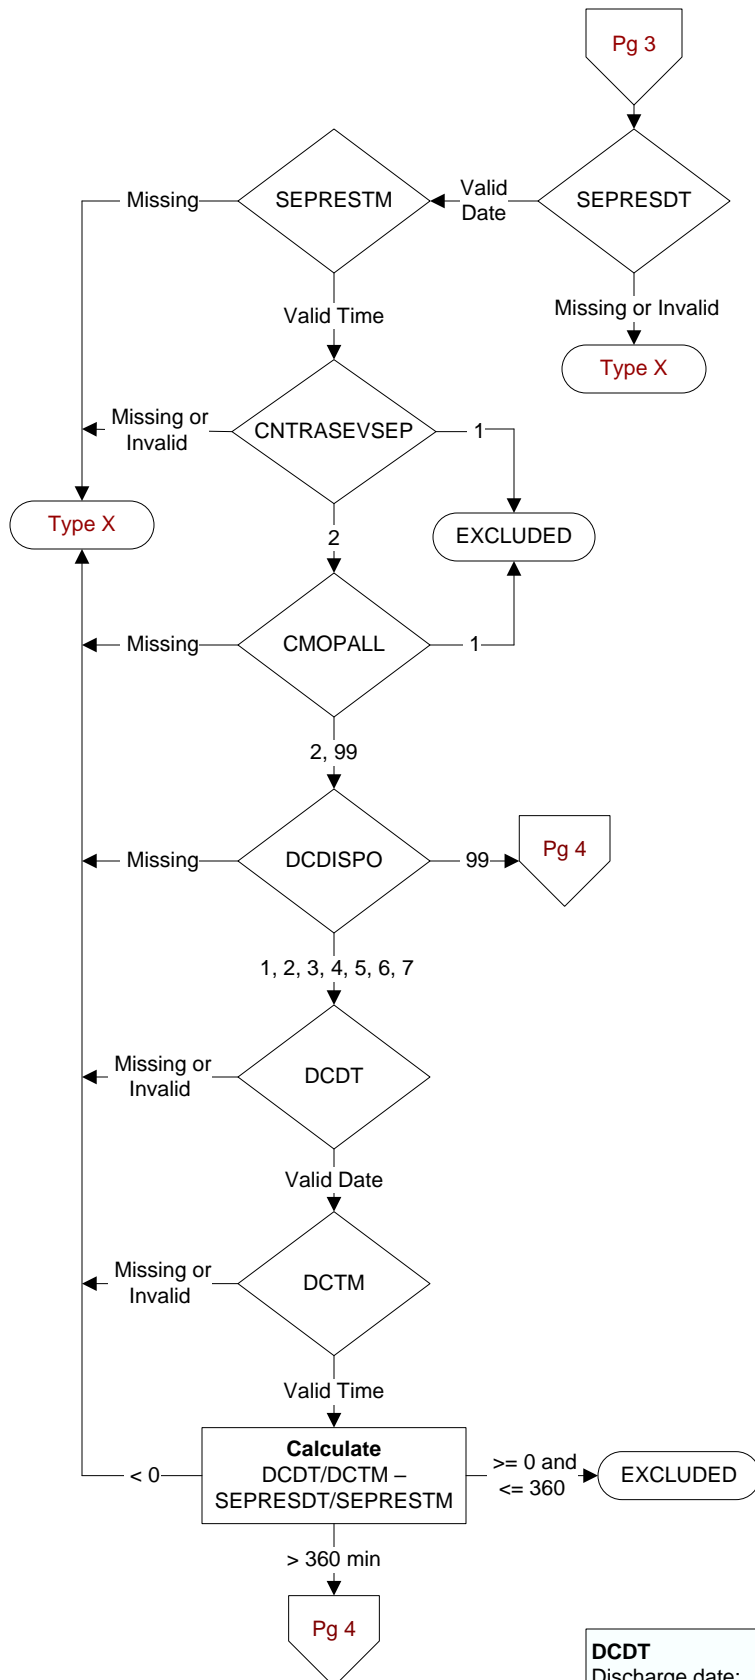 Pg 3
SEPRESDT
Valid
Date
SEPRESTM
Missing
Missing or Invalid
Type X
Valid Time
CNTRASEVSEP
Missing or
Invalid
1
Type X
EXCLUDED
2
CMOPALL
Missing
1
2, 99
DCDISPO
Missing
99
Pg 4
1, 2, 3, 4, 5, 6, 7
DCDT
Missing or
Invalid
Valid Date
DCTM
Missing or
Invalid
Valid Time
Calculate
DCDT/DCTM –
SEPRESDT/SEPRESTM
< 0
>= 0 and
<= 360
EXCLUDED
> 360 min
Pg 4
DCDT
Discharge date: